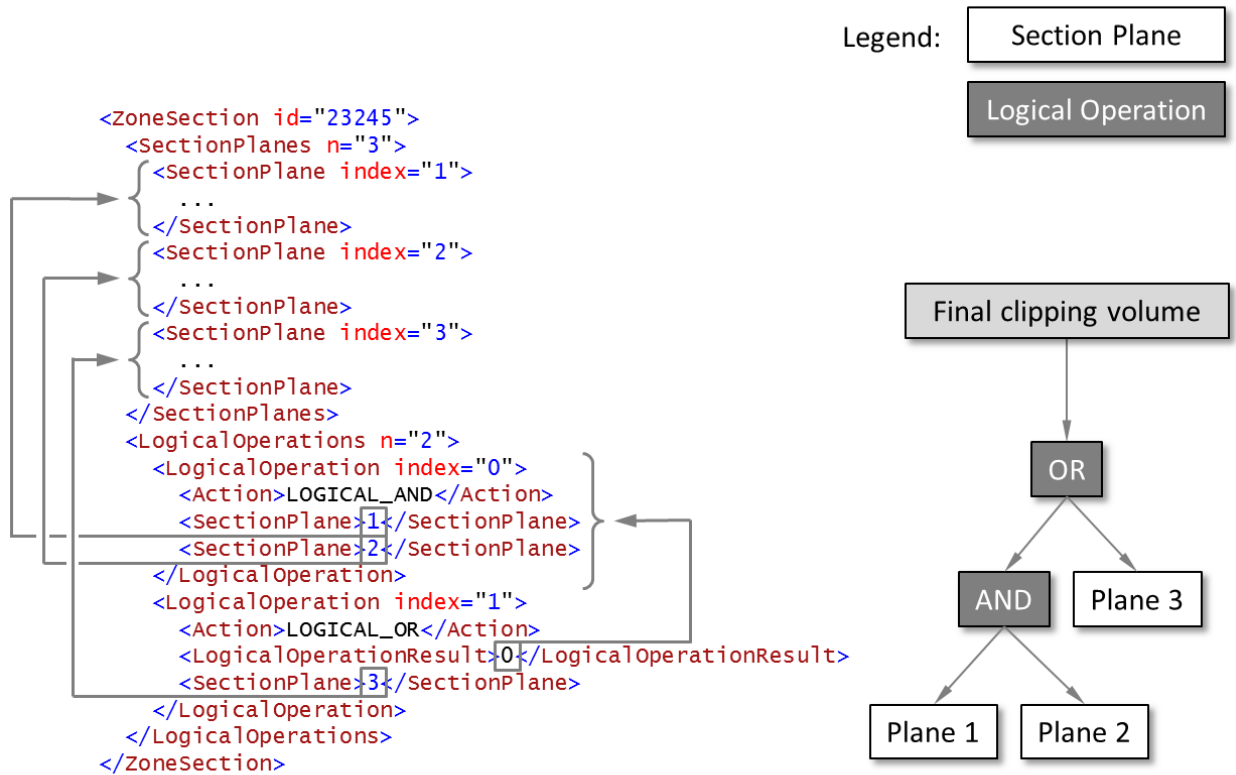 Legend:
Section Plane
Logical Operation
<ZoneSection id="23245">
<SectionPlanes n="3">
<SectionPlane index="1">
...
</SectionPlane>
<SectionPlane index="2">
...
</SectionPlane>
<SectionPlane index="3">
...
</SectionPlane>
</SectionPlanes>
<LogicalOperations n="2">
<LogicalOperation index="0">
<Action>LOGICAL_AND</Action>
<SectionPlane>1</SectionPlane>
<SectionPlane>2</SectionPlane>
</LogicalOperation>
<LogicalOperation index="1">
<Action>LOGICAL_OR</Action>
<LogicalOperationResult>0</LogicalOperationResult>
<SectionPlane>3</SectionPlane>
</LogicalOperation>
</LogicalOperations>
</ZoneSection>
Final clipping volume
OR
AND
Plane 3
Plane 1
Plane 2